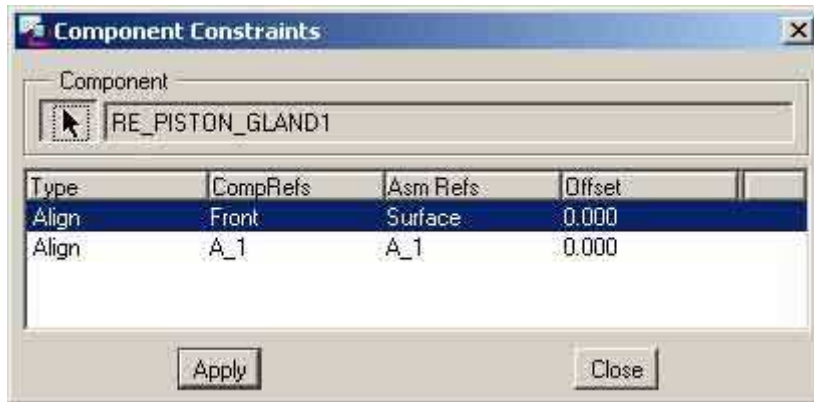 Component Constraints
Component
RE_PISTON_GLAND1
Type CompRefs Asm Refs Offset
Align Front Surface 0.000
Align A_1 A_1 0.000
Apply Close